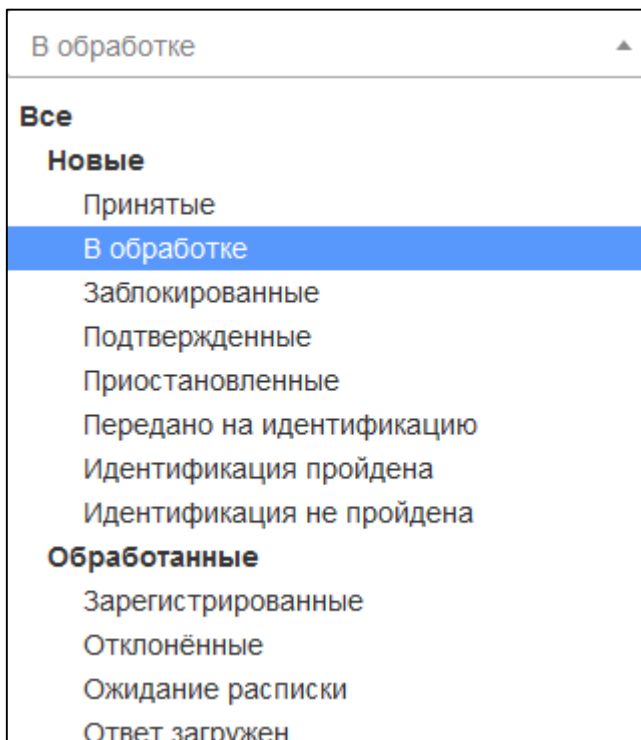 В обработке
Все
Новые
Принятые
В обработке
Заблокированные
Подтвержденные
Приостановленные
Передано на идентификацию
Идентификация пройдена
Идентификация не пройдена
Обработанные
Зарегистрированные
Отклонённые
Ожидание расписки
Ответ загружен